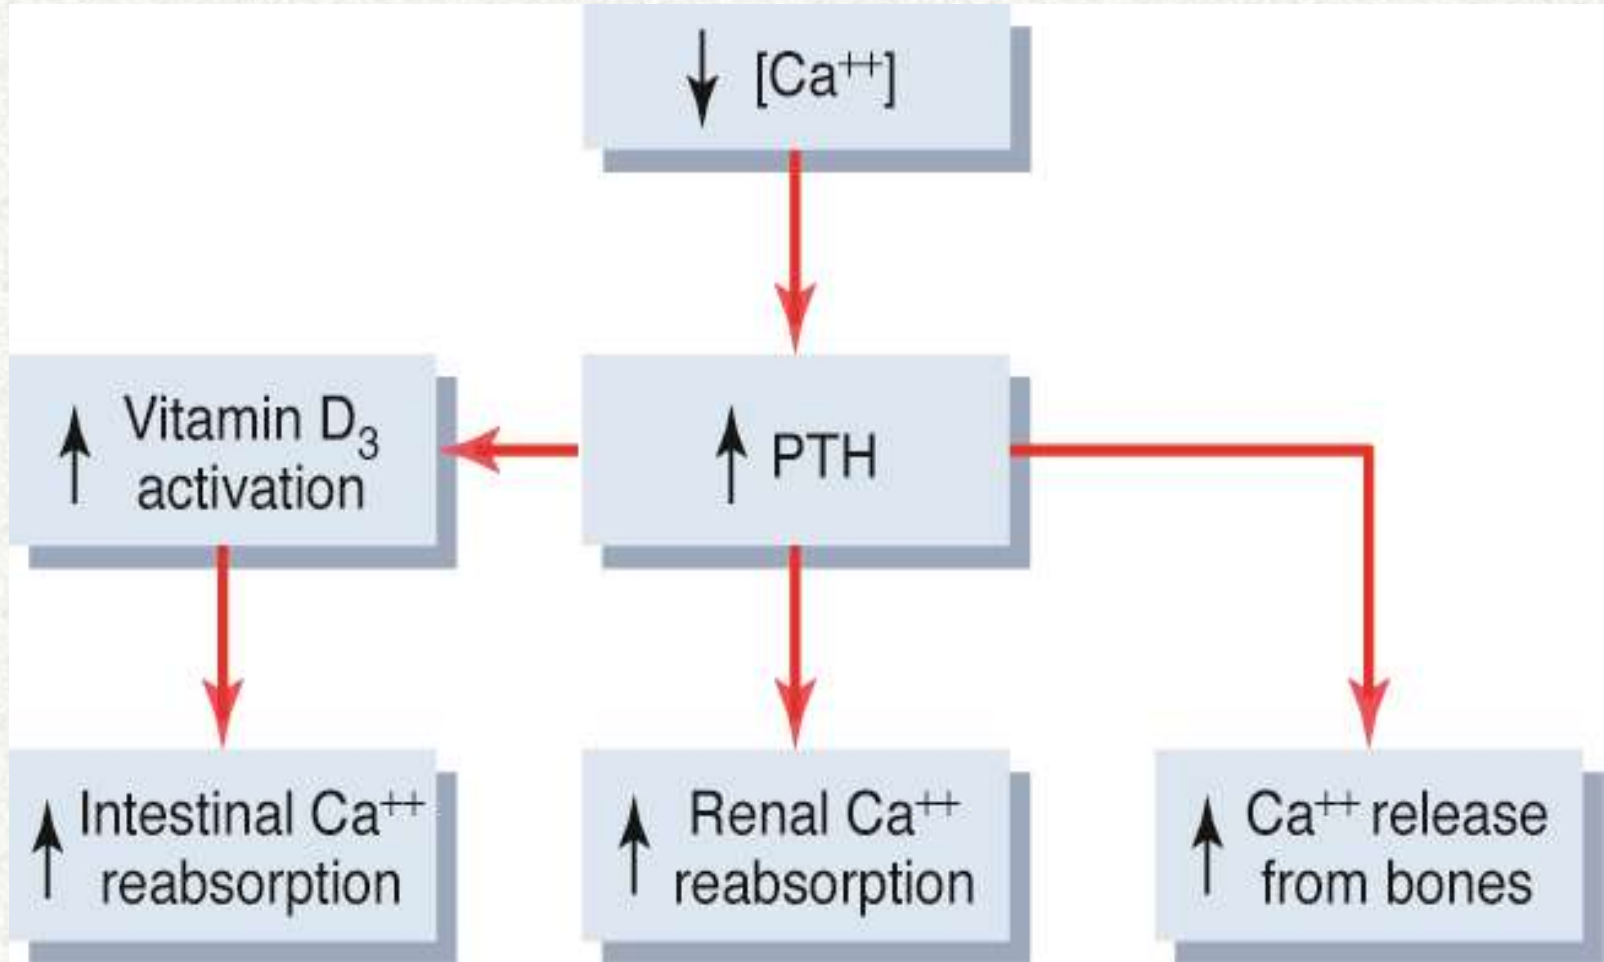 ↓ [Ca⁺⁺]
↑ Vitamin D₃
activation
↑ PTH
↑ Intestinal Ca⁺⁺
reabsorption
↑ Renal Ca⁺⁺
reabsorption
↑ Ca⁺⁺ release
from bones